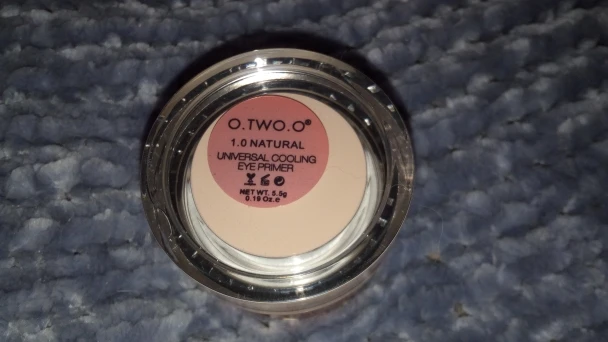 O.TWO.O®
1.0 NATURAL
UNIVERSAL COOLING
EYE PRIMER
NET WT. 5.5g
0.19 Oz.e